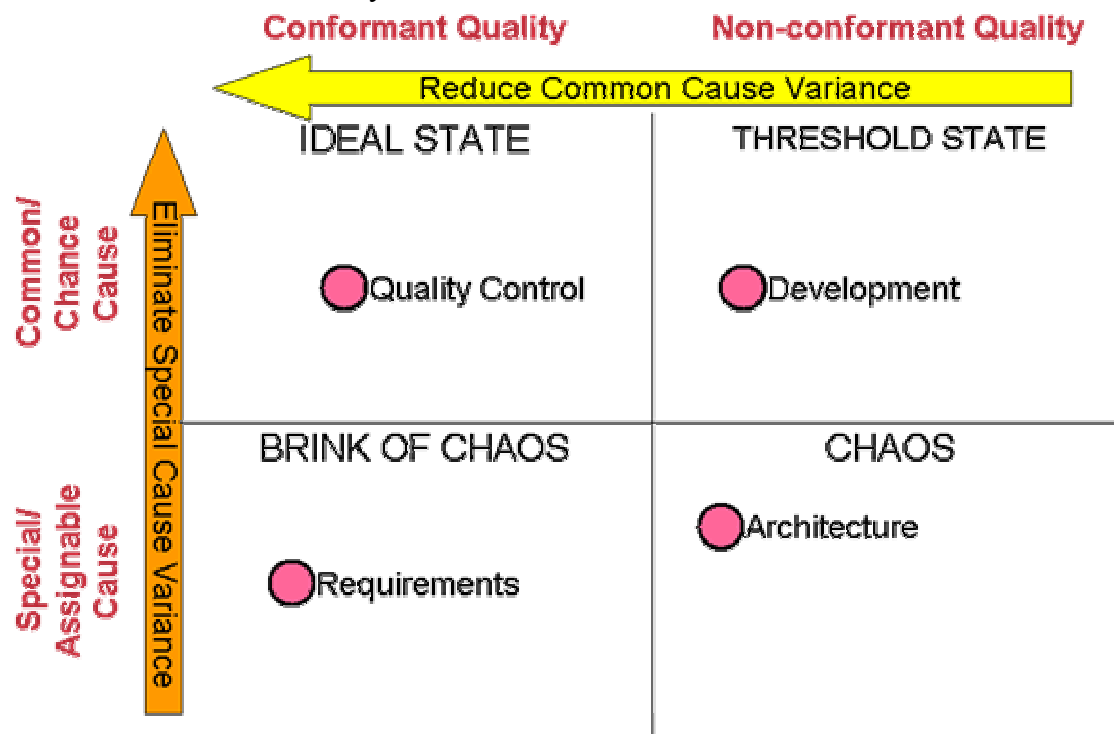 Conformant Quality
Non-conformant Quality
Reduce Common Cause Variance
IDEAL STATE
THRESHOLD STATE
Common/
Chance
Cause
Eliminate Special Cause Variance
Quality Control
Development
BRINK OF CHAOS
CHAOS
Special/
Assignable
Cause
Architecture
Requirements